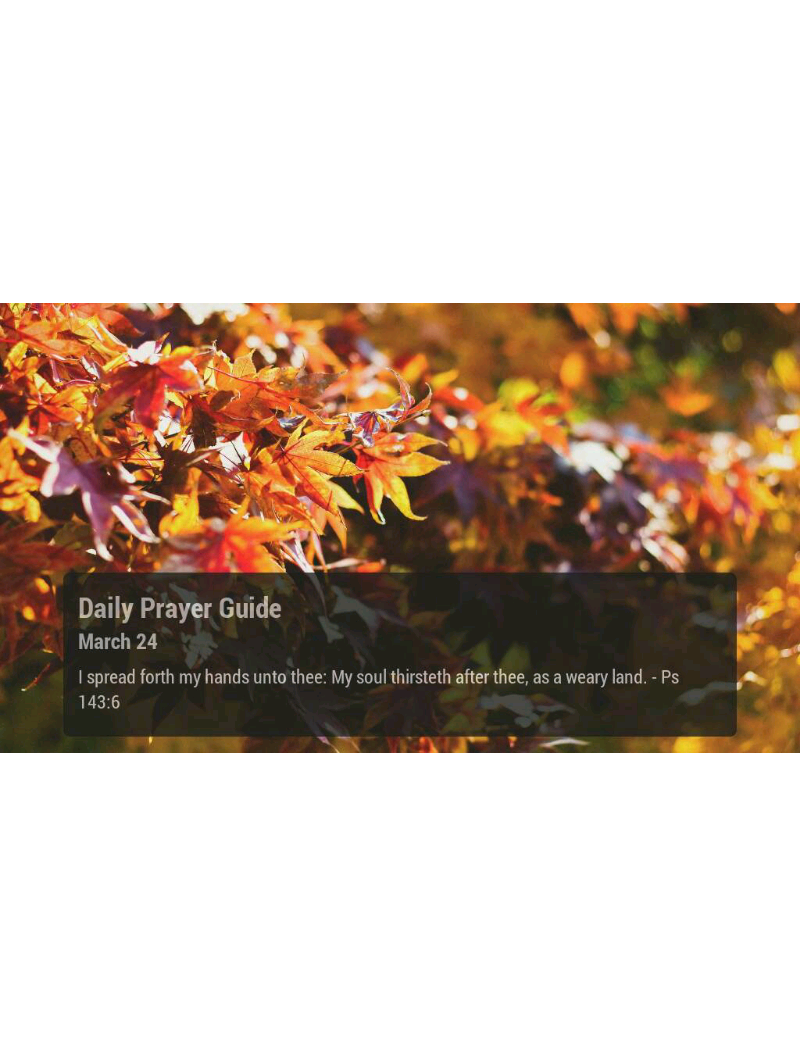 Daily Prayer Guide
March 24
I spread forth my hands unto thee: My soul thirsteth after thee, as a weary land. - Ps
143:6